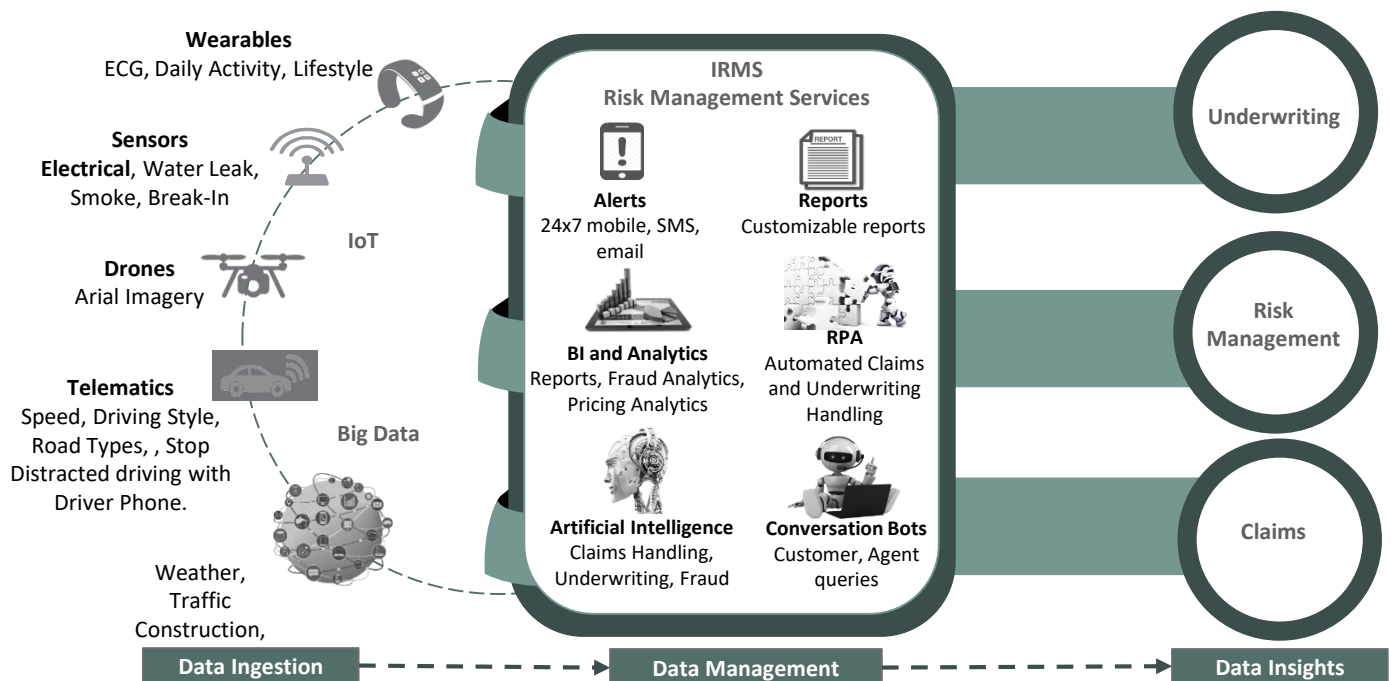 Wearables
ECG, Daily Activity, Lifestyle
Sensors
Electrical, Water Leak,
Smoke, Break-In
IoT
Drones
Arial Imagery
Telematics
Speed, Driving Style,
Road Types, , Stop
Distracted driving with
Driver Phone.
Big Data
Weather,
Traffic
Construction,
IRMS
Risk Management Services
Alerts
24x7 mobile, SMS,
email
REPORT
Reports
Customizable reports
BI and Analytics
Reports, Fraud Analytics,
Pricing Analytics
RPA
Automated Claims
and Underwriting
Handling
Artificial Intelligence
Claims Handling,
Underwriting, Fraud
Conversation Bots
Customer, Agent
queries
Underwriting
Risk
Management
Claims
Data Ingestion
Data Management
Data Insights